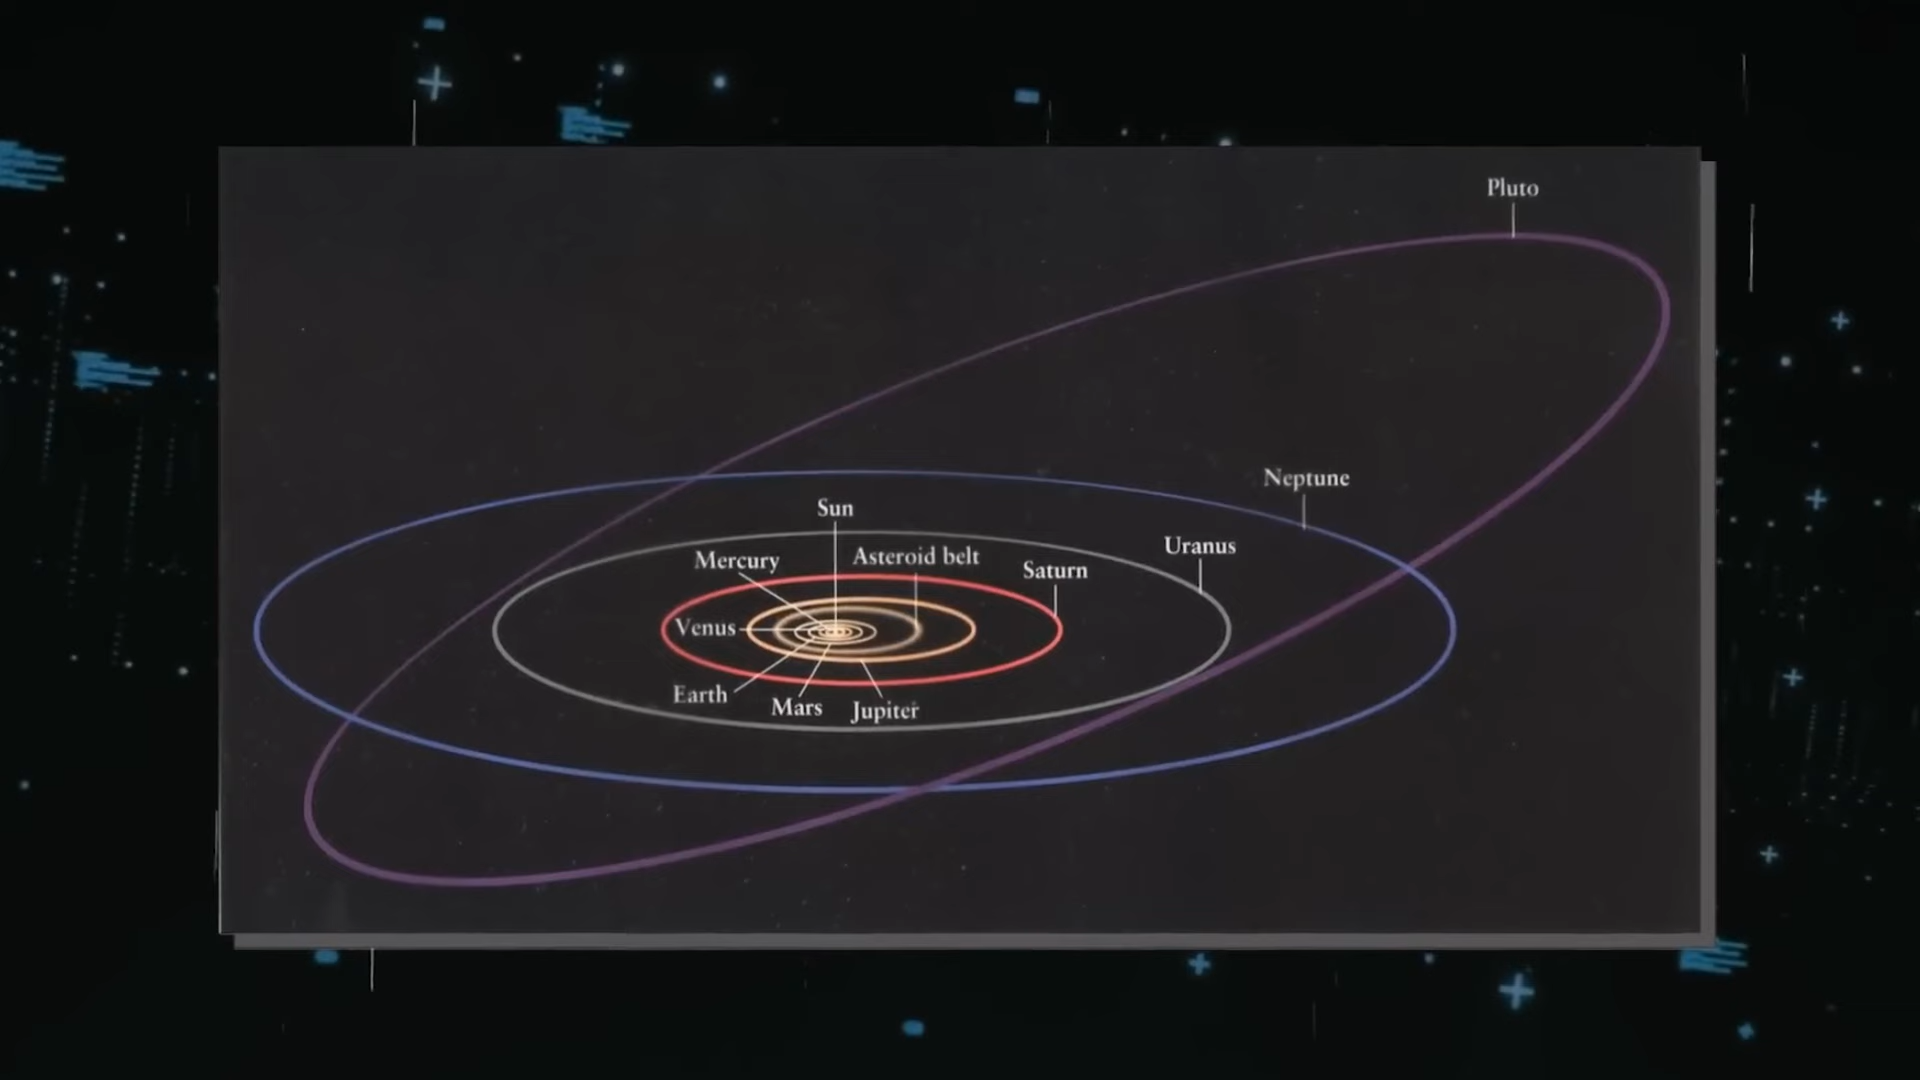 Pluto
Neptune
Sun
Uranus
Mercury
Asteroid belt
Saturn
Venus
Earth
Mars
Jupiter